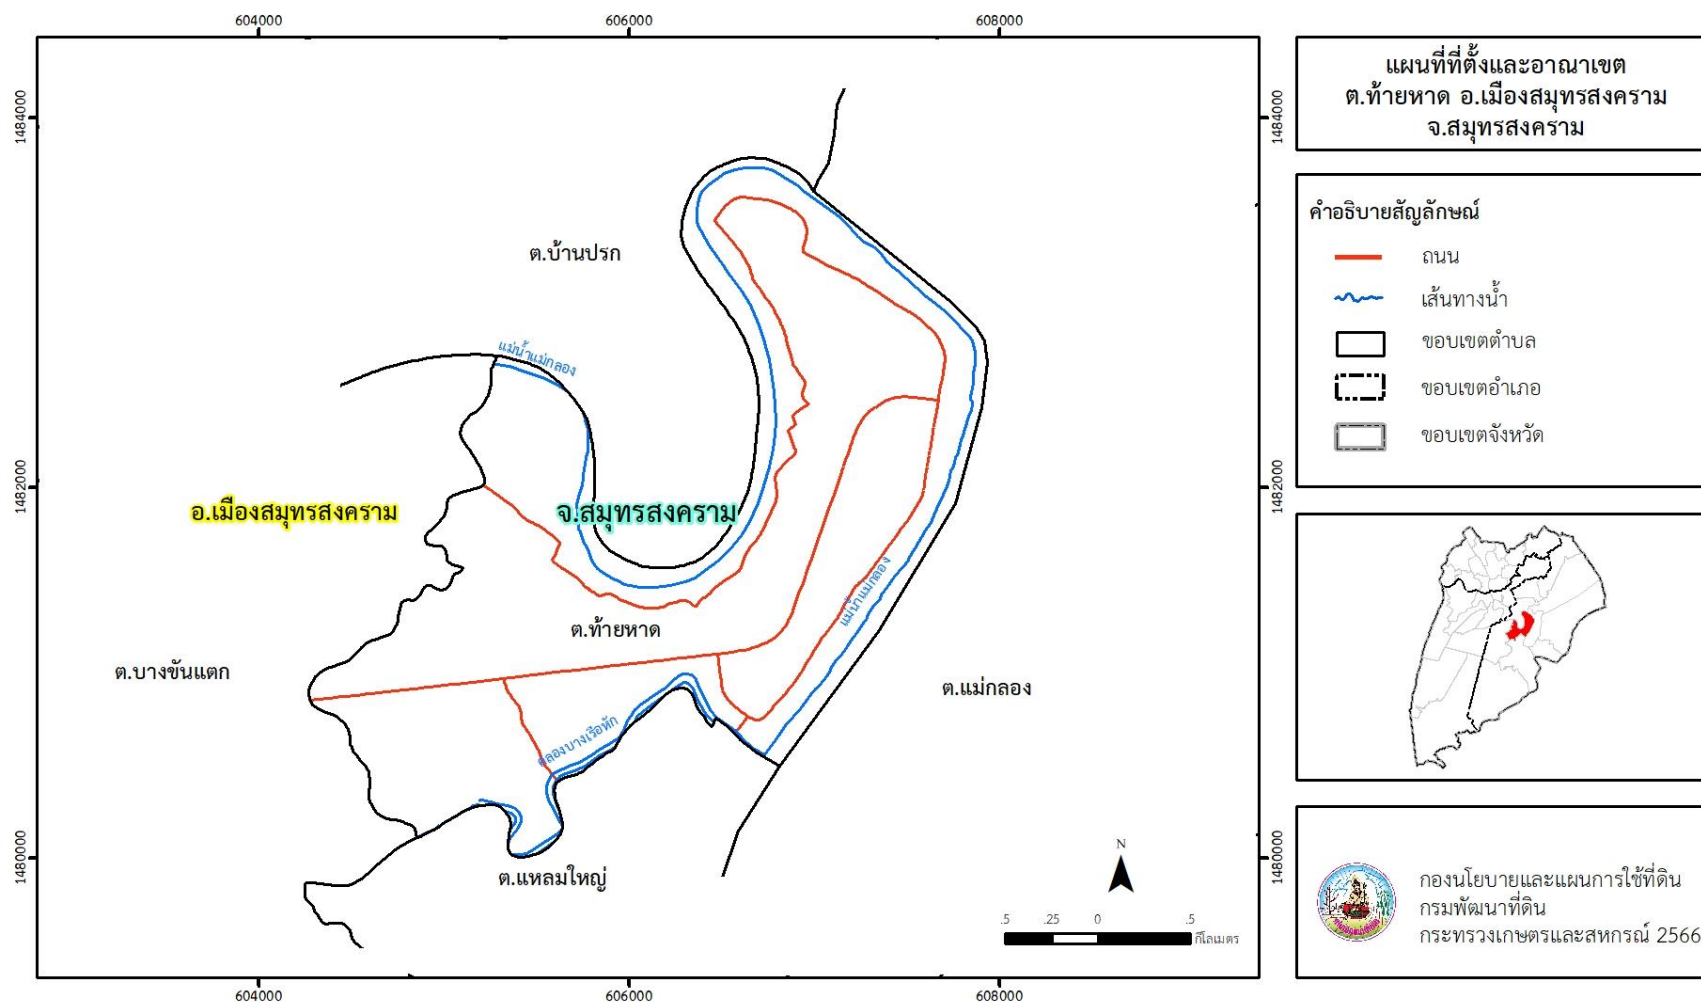 604000
606000
608000
1484000
1484000
แผนที่ที่ตั้งและอาณาเขต
ต.ท้ายหาด อ.เมืองสมุทรสงคราม
จ.สมุทรสงคราม
คำอธิบายสัญลักษณ์
ถนน
เส้นทางน้ำ
ขอบเขตตำบล
ขอบเขตอำเภอ
ขอบเขตจังหวัด
ต.บ้านปรก
แม่น้ำแม่กลอง
1482000
1482000
อ.เมืองสมุทรสงคราม
จ.สมุทรสงคราม
แม่น้ำแม่กลอง
ต.ท้ายหาด
ต.บางขันแตก
ต.แม่กลอง
คลองบางเรือหัก
1480000
1480000
ต.แหลมใหญ่
N
.5 .25 0 .5
กิโลเมตร
กองนโยบายและแผนการใช้ที่ดิน
กรมพัฒนาที่ดิน
กระทรวงเกษตรและสหกรณ์ 2566
604000
606000
608000